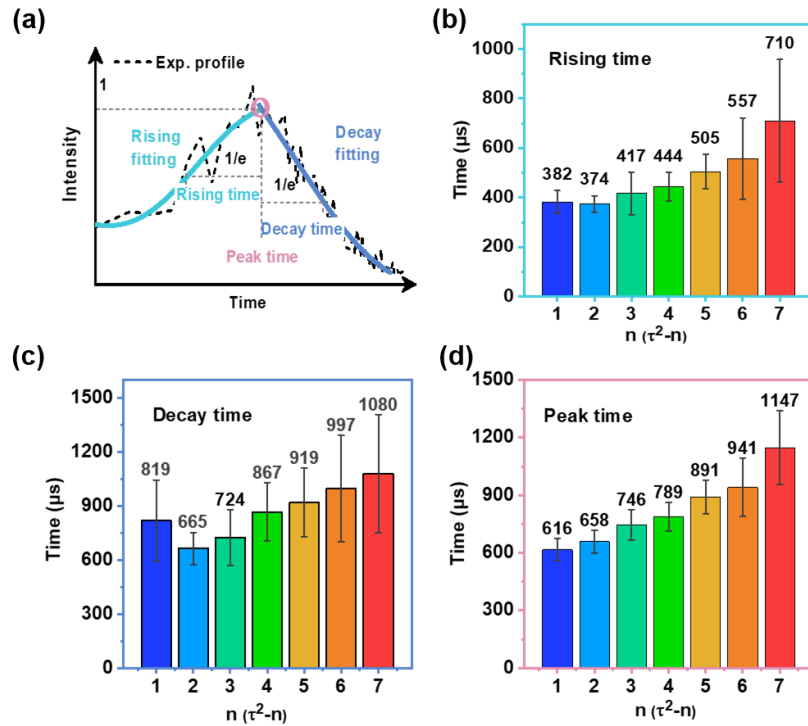 (a)
Exp. profile
1
Intensity
Rising
fitting
Decay
fitting
1/e
1/e
Rising time
Decay time
Peak time
Time
(b)
Rising time
Time (µs)
1000
800
600
400
200
0
382
374
417
444
505
557
710
1 2 3 4 5 6 7
n (τ²-n)
(c)
Decay time
Time (µs)
1500
1200
900
600
300
0
819
665
724
867
919
997
1080
1 2 3 4 5 6 7
n (τ²-n)
(d)
Peak time
Time (µs)
1500
1200
900
600
300
0
616
658
746
789
891
941
1147
1 2 3 4 5 6 7
n (τ²-n)